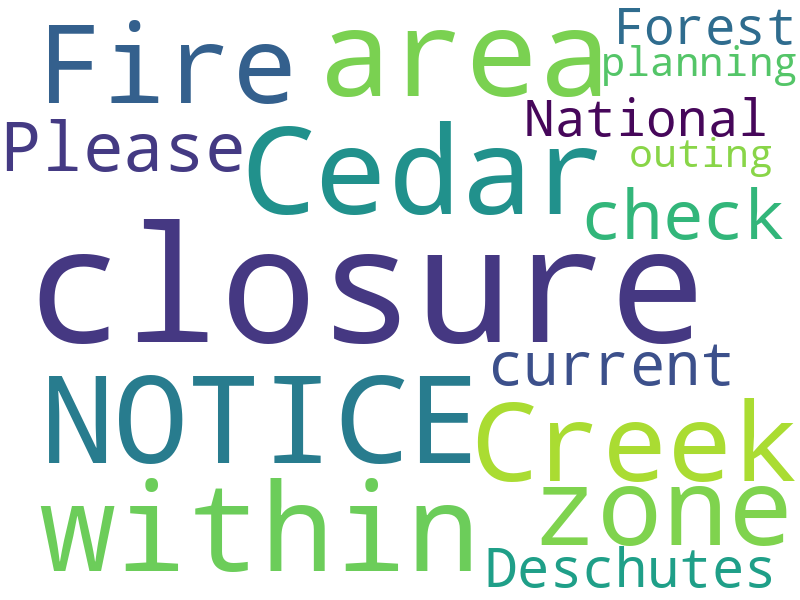 Forest
Fire area
planning
National
Please Cedar
outing
check
closure
current
NOTICE Creek
within zone
Deschutes